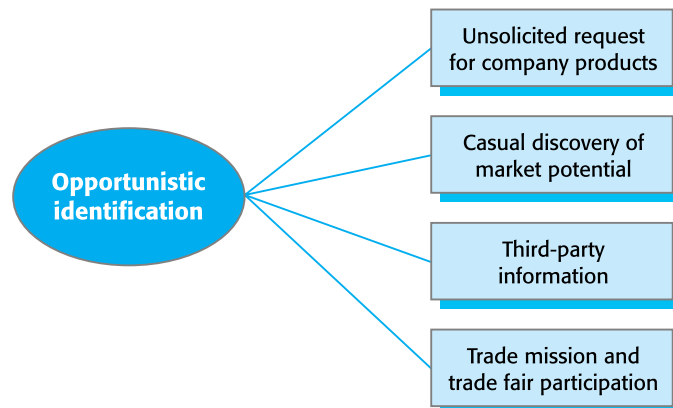 Unsolicited request
for company products
Casual discovery of
market potential
Opportunistic
identification
Third-party
information
Trade mission and
trade fair participation